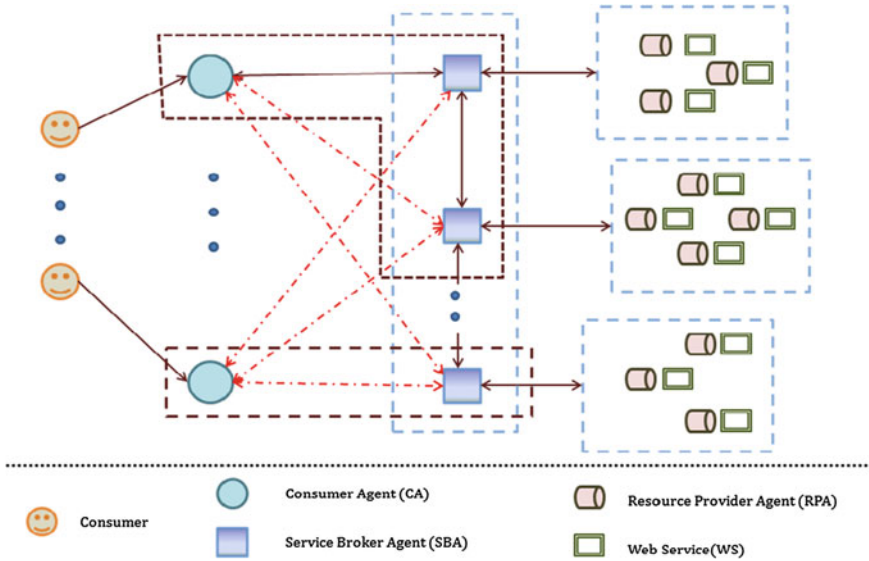 Consumer
Consumer Agent (CA)
Service Broker Agent (SBA)
Resource Provider Agent (RPA)
Web Service(WS)